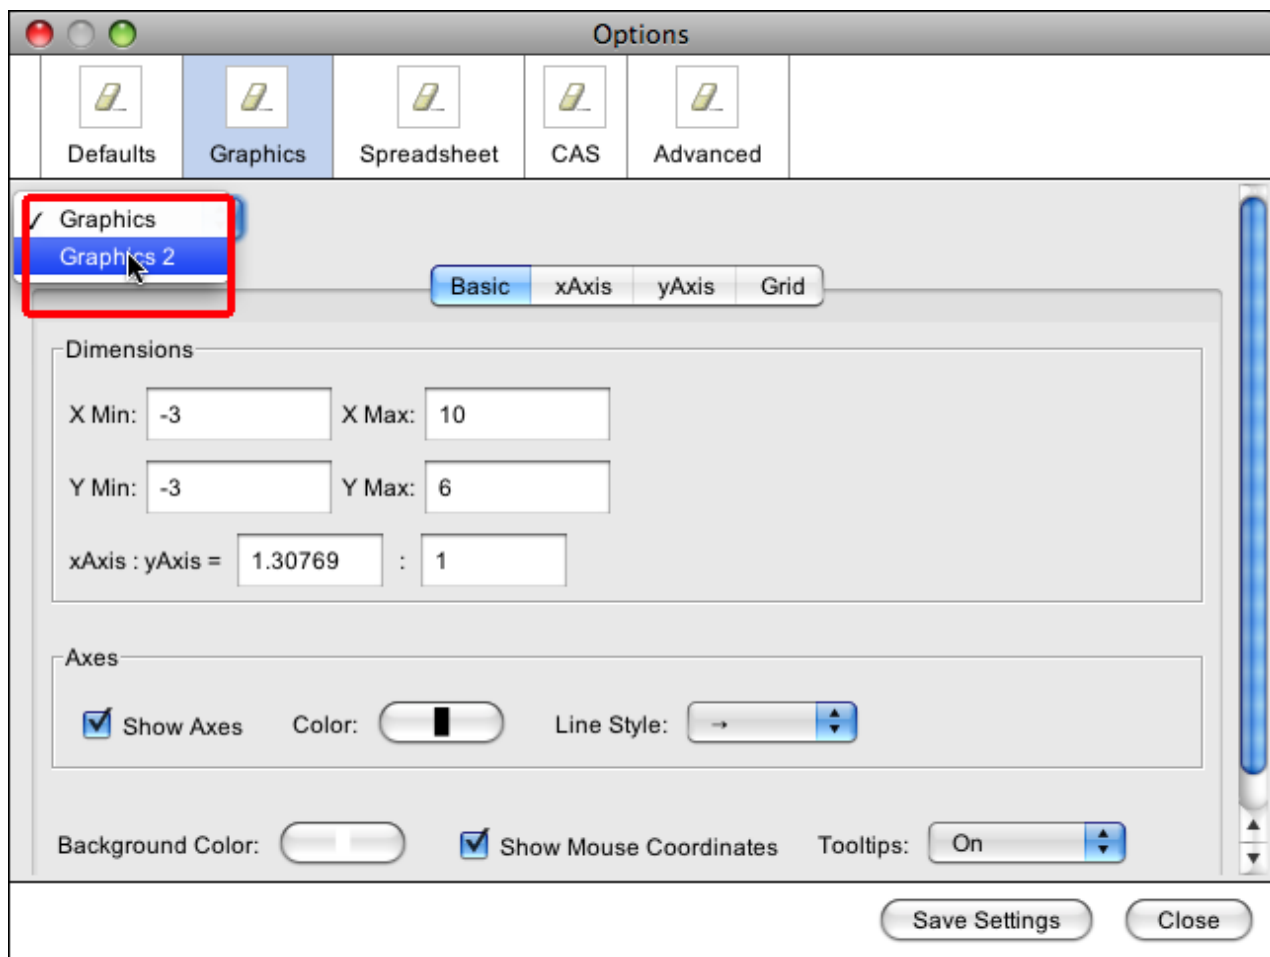 Options
Defaults Graphics Spreadsheet CAS Advanced
✓ Graphics
Graphics 2
Basic xAxis yAxis Grid
Dimensions
X Min: -3 X Max: 10
Y Min: -3 Y Max: 6
xAxis : yAxis = 1.30769 : 1
Axes
Show Axes Color: Line Style: →
Background Color: Show Mouse Coordinates Tooltips: On
Save Settings Close